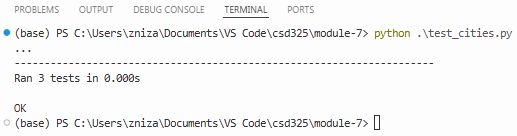 PROBLEMS OUTPUT DEBUG CONSOLE TERMINAL PORTS
(base) PS C:\Users\zniza\Documents\VS Code\csd325\module-7> python .\test_cities.py
...
----------------------------------------------------------------------
Ran 3 tests in 0.000s
OK
(base) PS C:\Users\zniza\Documents\VS Code\csd325\module-7>